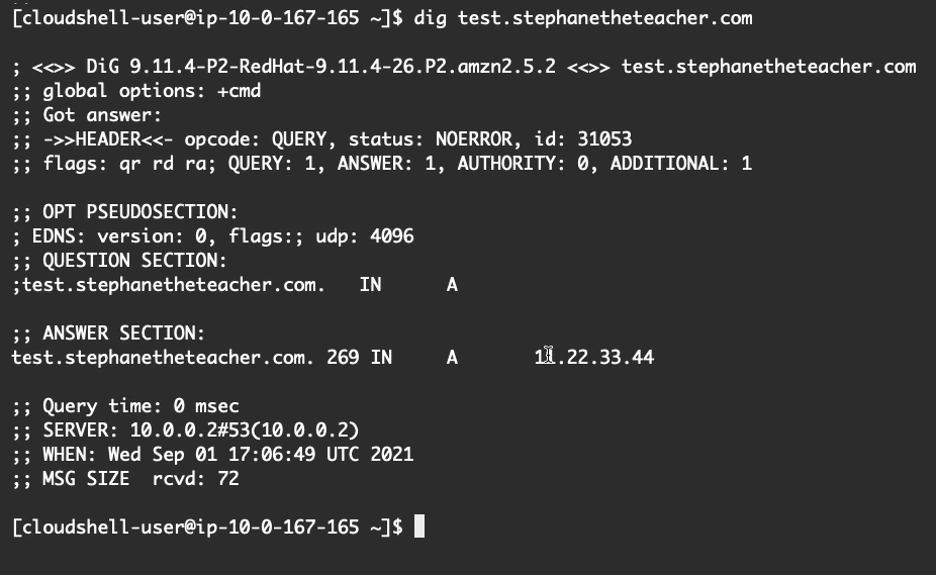 [cloudshell-user@ip-10-0-167-165 ~]$ dig test.stephanetheteacher.com
; <<>> DiG 9.11.4-P2-RedHat-9.11.4-26.P2.amzn2.5.2 <<>> test.stephanetheteacher.com
;; global options: +cmd
;; Got answer:
;; ->>HEADER<<- opcode: QUERY, status: NOERROR, id: 31053
;; flags: qr rd ra; QUERY: 1, ANSWER: 1, AUTHORITY: 0, ADDITIONAL: 1
;; OPT PSEUDOSECTION:
; EDNS: version: 0, flags:; udp: 4096
;; QUESTION SECTION:
;test.stephanetheteacher.com. IN A
;; ANSWER SECTION:
test.stephanetheteacher.com. 269 IN A 11.22.33.44
;; Query time: 0 msec
;; SERVER: 10.0.0.2#53(10.0.0.2)
;; WHEN: Wed Sep 01 17:06:49 UTC 2021
;; MSG SIZE rcvd: 72
[cloudshell-user@ip-10-0-167-165 ~]$